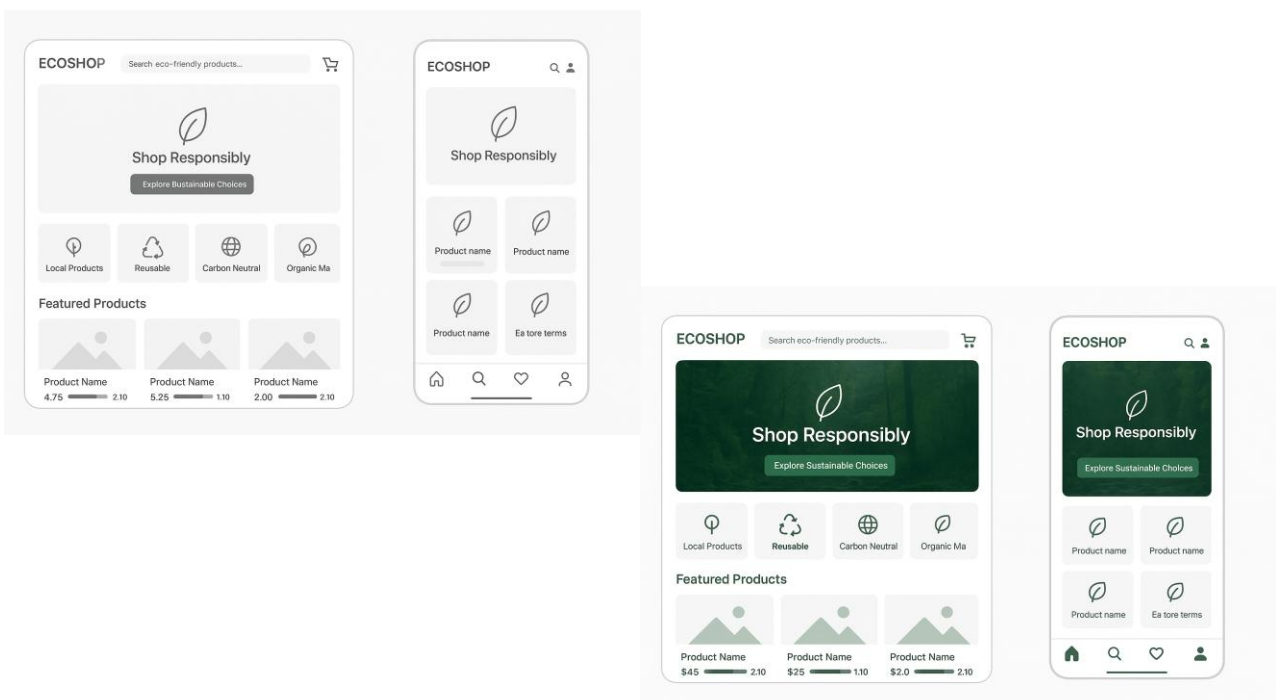 ECOSHOP
Search eco-friendly products...
Shop Responsibly
Explore Sustainable Choices
Local Products
Reusable
Carbon Neutral
Organic Ma
Featured Products
Product Name
Product Name
Product Name
4.75 2.10
5.25 1.10
2.00 2.10
ECOSHOP
Shop Responsibly
Product name
Product name
Product name
Ea tore terms
ECOSHOP
Search eco-friendly products...
Shop Responsibly
Explore Sustainable Choices
Local Products
Reusable
Carbon Neutral
Organic Ma
Featured Products
Product Name
Product Name
Product Name
$45 2.10
$25 1.10
$2.0 2.10
ECOSHOP
Shop Responsibly
Explore Sustainable Choices
Product name
Product name
Product name
Ea tore terms